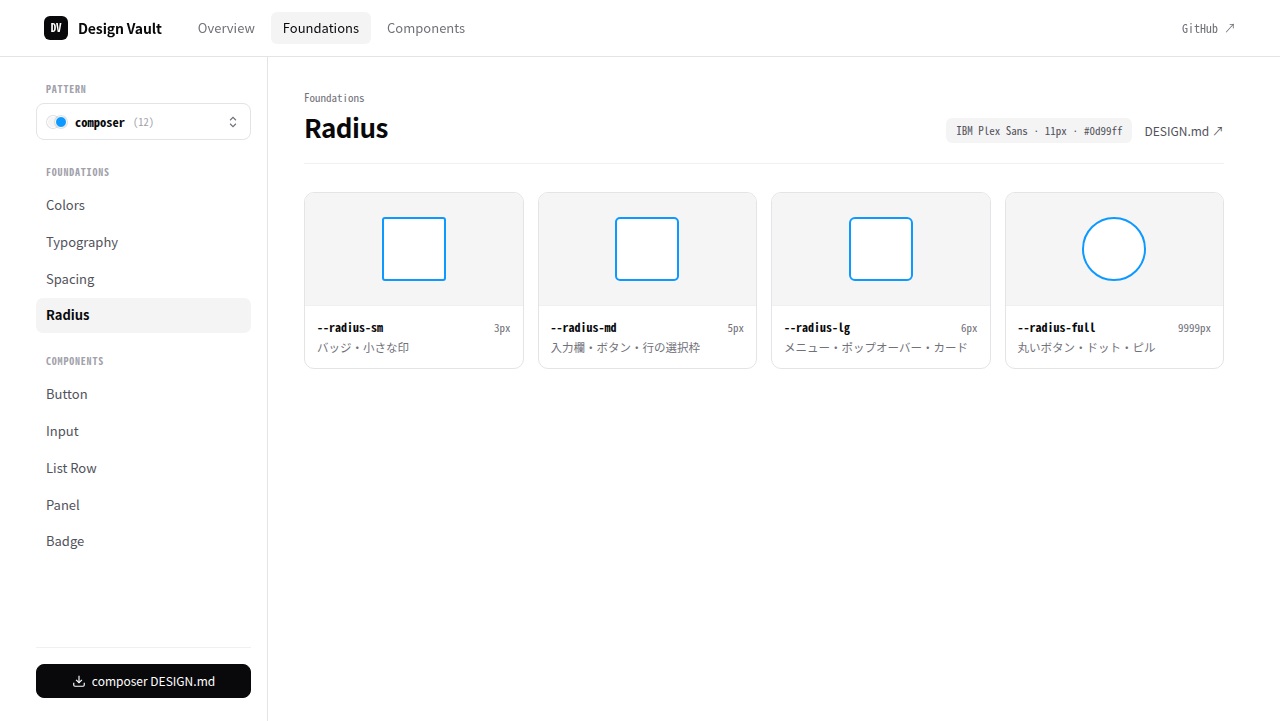 DV Design Vault Overview Foundations Components GitHub ↗
PATTERN
composer (12)
FOUNDATIONS
Colors
Typography
Spacing
Radius
COMPONENTS
Button
Input
List Row
Panel
Badge
composer DESIGN.md
Foundations
Radius
IBM Plex Sans · 11px · #0d99ff DESIGN.md ↗
--radius-sm 3px
バッジ・小さな印
--radius-md 5px
入力欄・ボタン・行の選択枠
--radius-lg 6px
メニュー・ポップオーバー・カード
--radius-full 9999px
丸いボタン・ドット・ピル